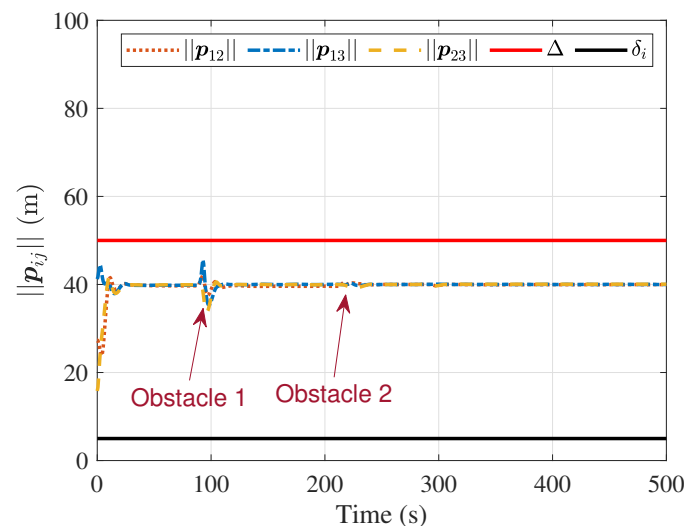 100
80
60
40
20
0
||p_ij|| (m)
||p_12|| ||p_13|| ||p_23|| Δ δ_i
Obstacle 1
Obstacle 2
0 100 200 300 400 500
Time (s)